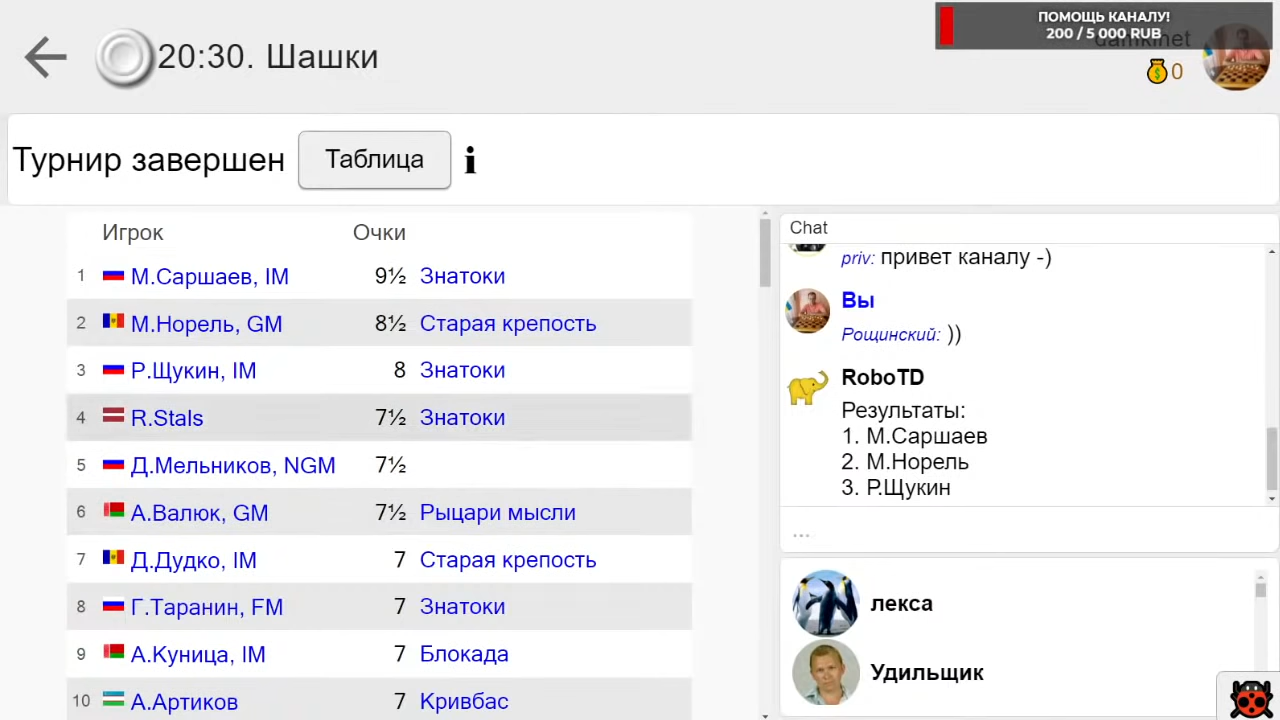 ПОМОЩЬ КАНАЛУ!
200 / 5 000 RUB
damkinet
20:30. Шашки
0
Турнир завершен
Таблица
i
Игрок Очки
1 М.Саршаев, IM 9½ Знатоки
2 М.Норель, GM 8½ Старая крепость
3 Р.Щукин, IM 8 Знатоки
4 R.Stals 7½ Знатоки
5 Д.Мельников, NGM 7½
6 А.Валюк, GM 7½ Рыцари мысли
7 Д.Дудко, IM 7 Старая крепость
8 Г.Таранин, FM 7 Знатоки
9 А.Куница, IM 7 Блокада
10 А.Артиков 7 Кривбас
Chat
priv: привет каналу -)
Вы
Рощинский: ))
RoboTD
Результаты:
1. М.Саршаев
2. М.Норель
3. Р.Щукин
...
лекса
Удильщик